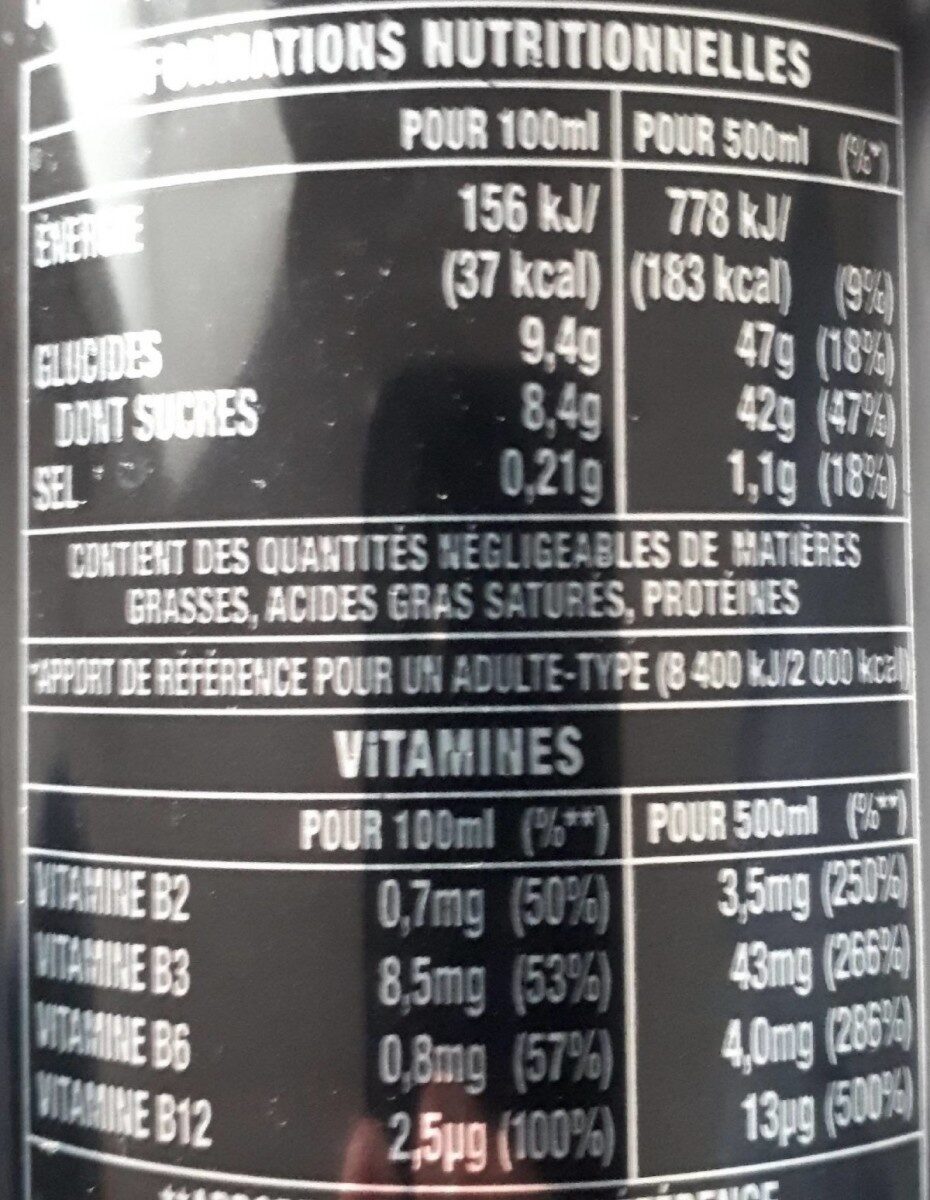 INFORMATIONS NUTRITIONNELLES
POUR 100ml POUR 500ml (%*)
ÉNERGIE 156 kJ/ 778 kJ/
(37 kcal) (183 kcal) (9%)
GLUCIDES 9,4g 47g (18%)
DONT SUCRES 8,4g 42g (47%)
SEL 0,21g 1,1g (18%)
CONTIENT DES QUANTITÉS NÉGLIGEABLES DE MATIÈRES
GRASSES, ACIDES GRAS SATURÉS, PROTÉINES
*APPORT DE RÉFÉRENCE POUR UN ADULTE-TYPE (8 400 kJ/2 000 kcal)
ViTAMINES
POUR 100ml (%**) POUR 500ml (%**)
VITAMINE B2 0,7mg (50%) 3,5mg (250%)
VITAMINE B3 8,5mg (53%) 43mg (266%)
VITAMINE B6 0,8mg (57%) 4,0mg (286%)
VITAMINE B12 2,5µg (100%) 13µg (500%)